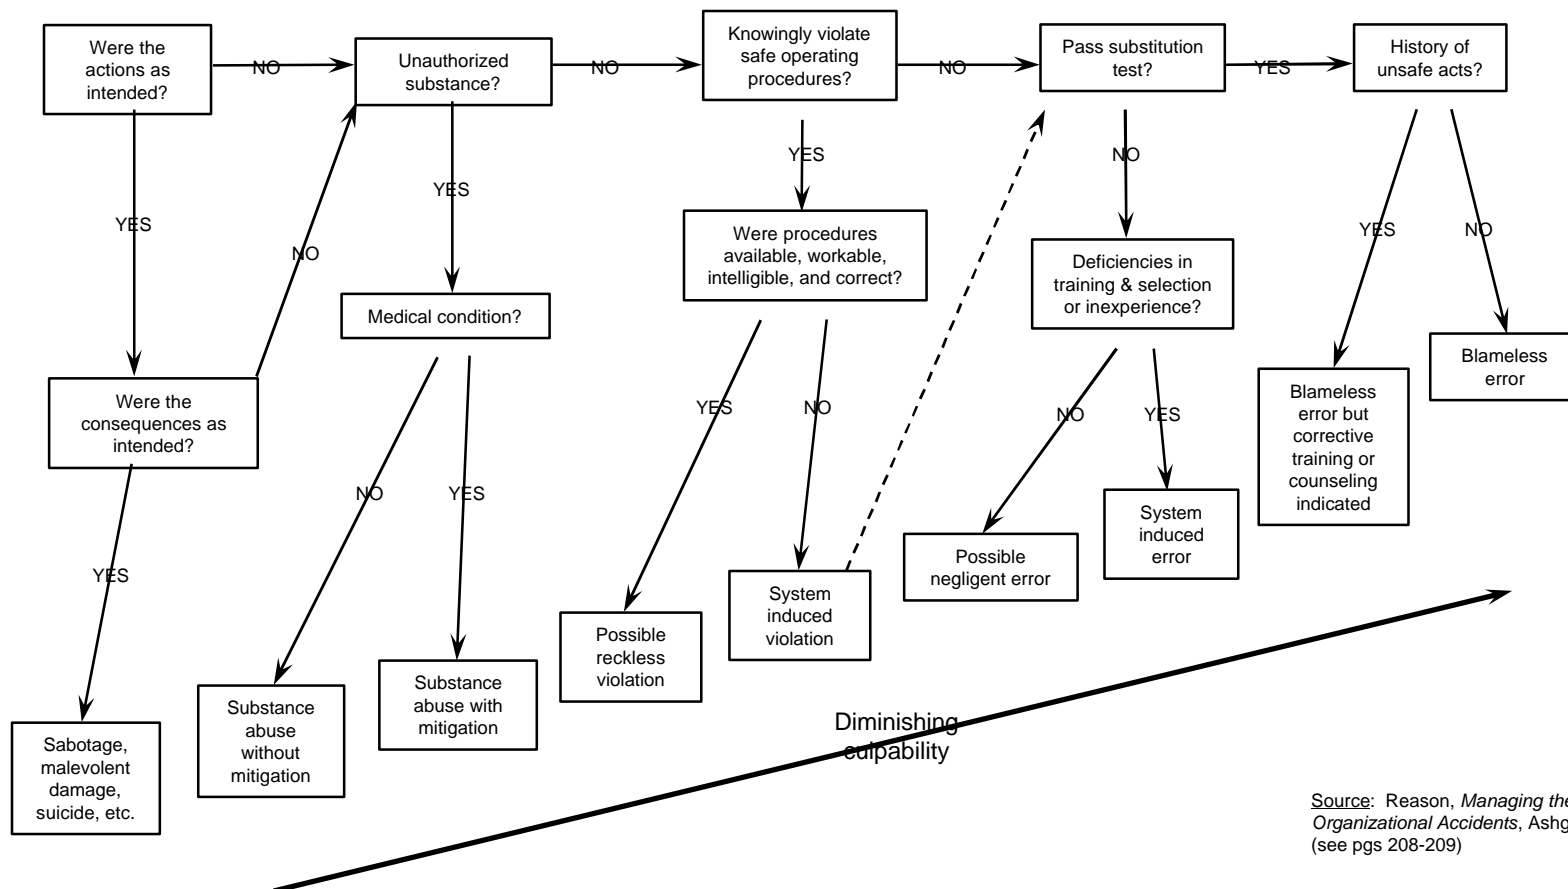 Were the
actions as
intended?
NO
Unauthorized
substance?
NO
Knowingly violate
safe operating
procedures?
NO
Pass substitution
test?
YES
History of
unsafe acts?
YES
NO
YES
Medical condition?
NO
YES
YES
Were procedures
available, workable,
intelligible, and correct?
YES
NO
NO
Deficiencies in
training & selection
or inexperience?
NO
YES
YES
NO
Were the
consequences as
intended?
YES
Sabotage,
malevolent
damage,
suicide, etc.
Substance
abuse
without
mitigation
Substance
abuse with
mitigation
Possible
reckless
violation
System
induced
violation
Possible
negligent error
System
induced
error
Blameless
error but
corrective
training or
counseling
indicated
Blameless
error
Diminishing
culpability
Source: Reason, Managing the
Organizational Accidents,
(see pgs 208-209)